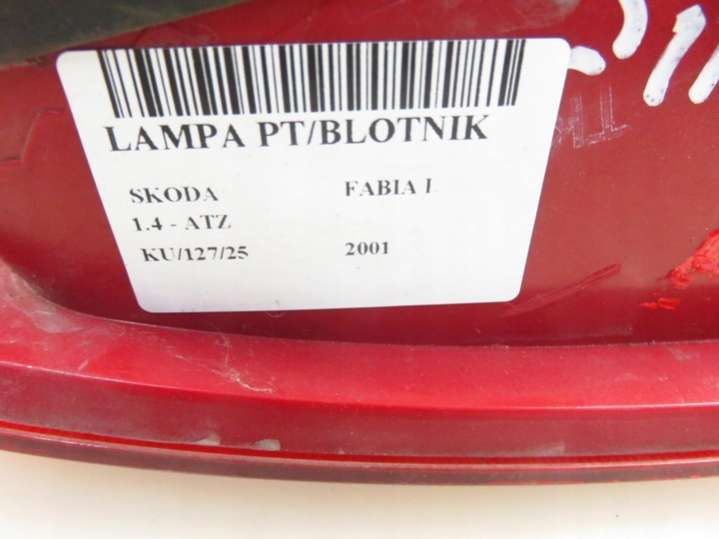 LAMPA PT/BLOTNIK
SKODA FABIA I
1.4 - ATZ
KU/127/25 2001